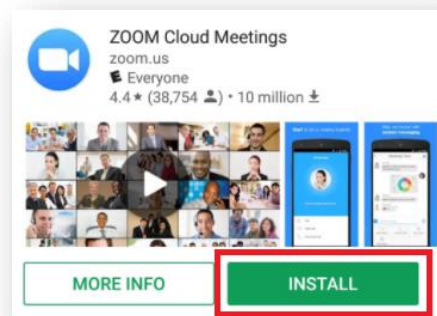 ZOOM Cloud Meetings
zoom.us
E Everyone
4.4★ (38,754) • 10 million
MORE INFO
INSTALL